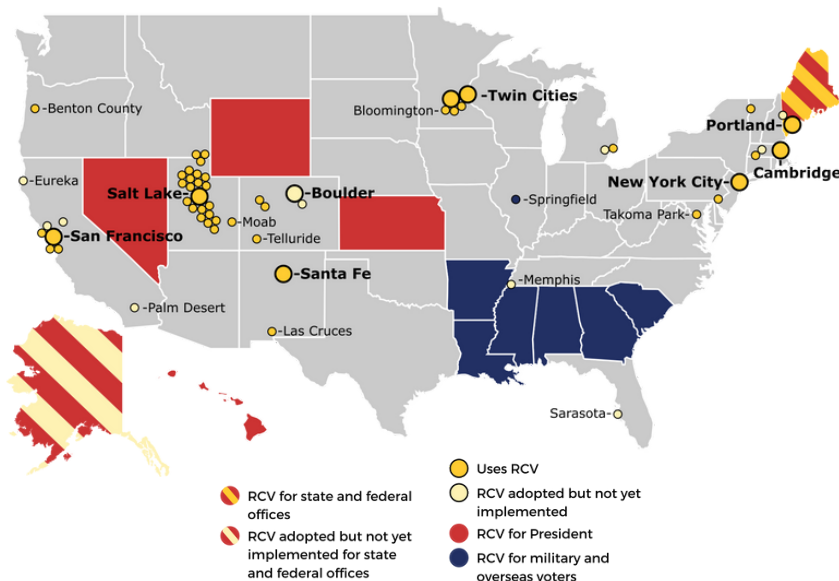 -Twin Cities
-Benton County
Bloomington-
Portland-
-Eureka
Salt Lake-
-Boulder
New York City-
Cambridge
-Springfield
Takoma Park-
-Moab
-San Francisco
-Telluride
-Santa Fe
-Memphis
-Palm Desert
-Las Cruces
Sarasota-
RCV for state and federal
offices
RCV adopted but not yet
implemented for state
and federal offices
Uses RCV
RCV adopted but not yet
implemented
RCV for President
RCV for military and
overseas voters